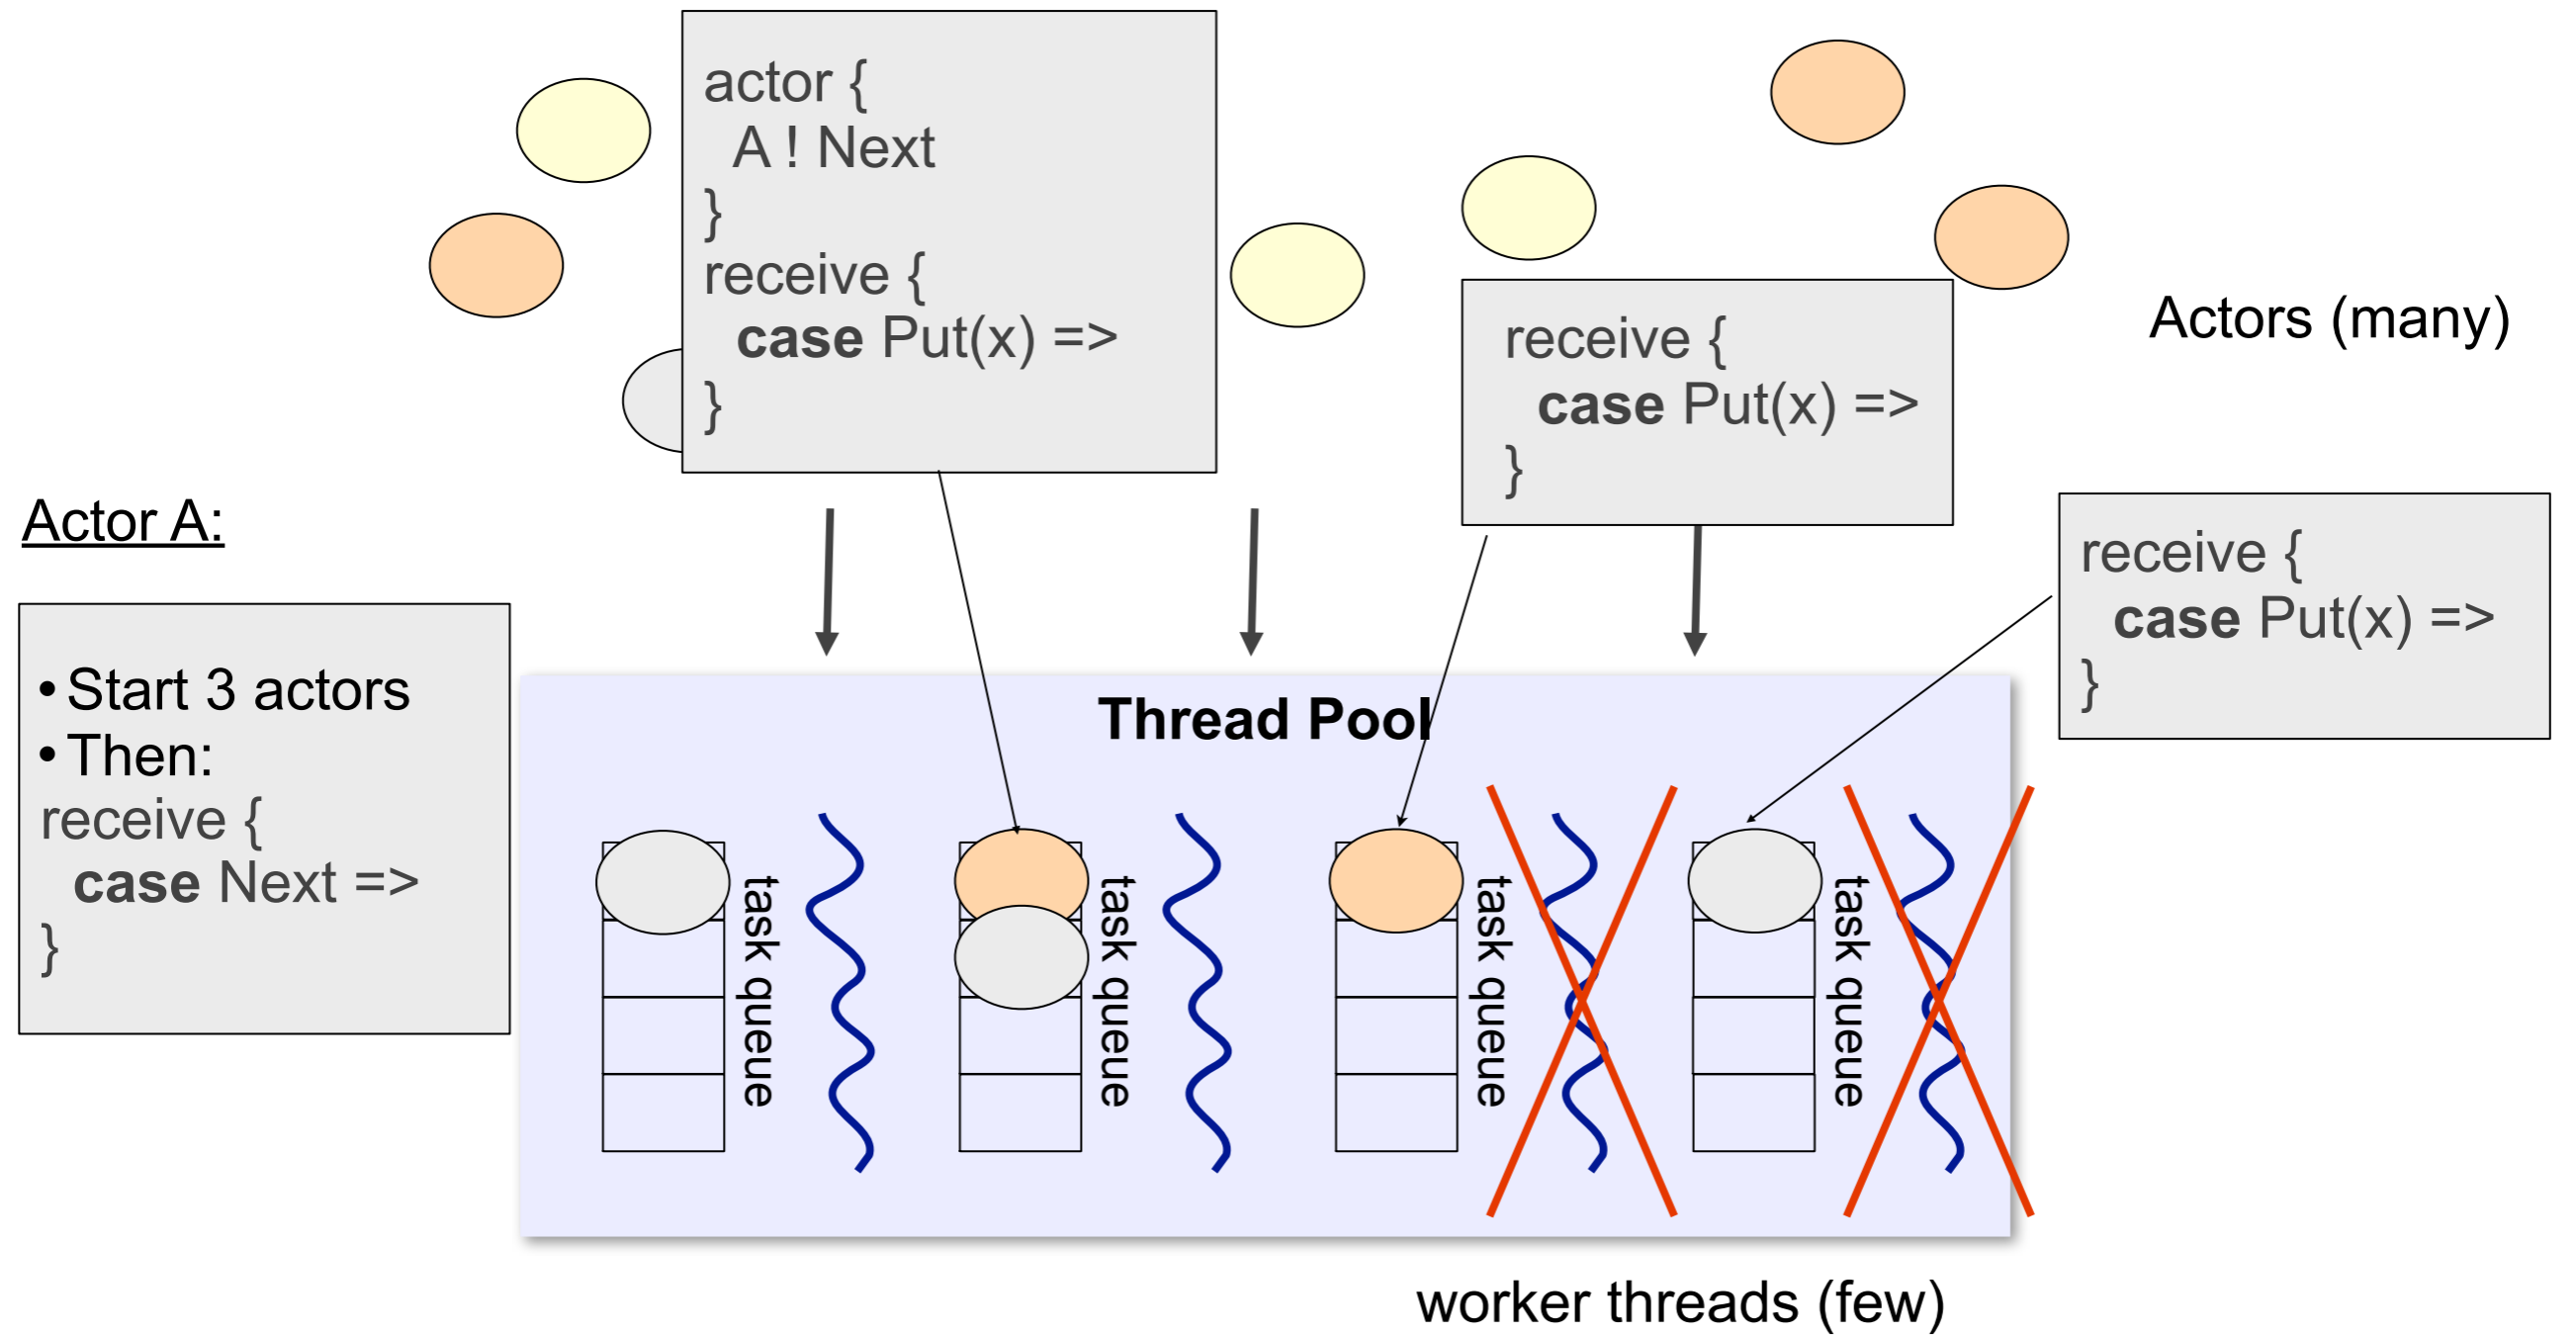 actor {
A ! Next
}
receive {
case Put(x) =>
}
receive {
case Put(x) =>
}
Actors (many)
Actor A:
• Start 3 actors
• Then:
receive {
case Next =>
}
receive {
case Put(x) =>
}
Thread Pool
task queue
task queue
task queue
task queue
worker threads (few)